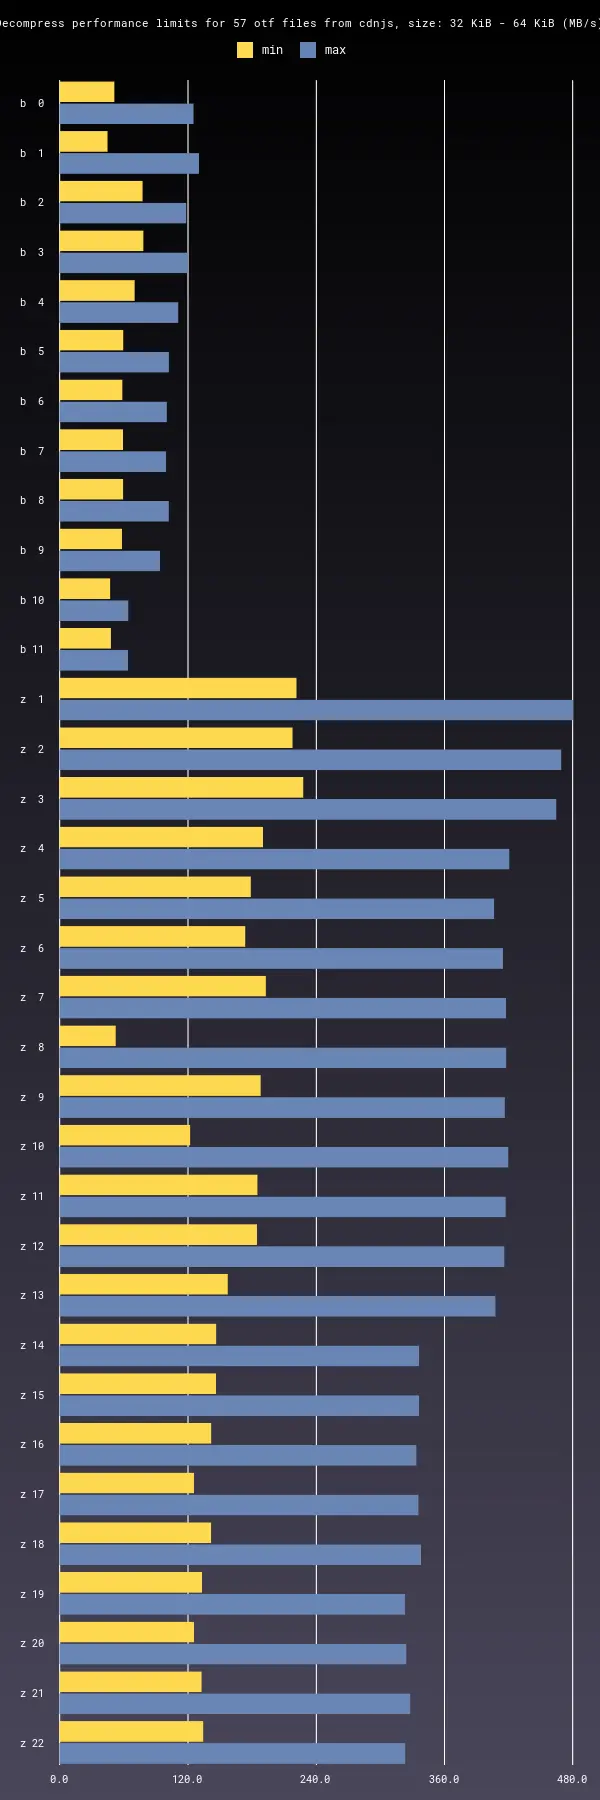 ecompress performance limits for 57 otf files from cdnjs, size: 32 KiB - 64 KiB (MB/s)
min max
b 0
b 1
b 2
b 3
b 4
b 5
b 6
b 7
b 8
b 9
b 10
b 11
z 1
z 2
z 3
z 4
z 5
z 6
z 7
z 8
z 9
z 10
z 11
z 12
z 13
z 14
z 15
z 16
z 17
z 18
z 19
z 20
z 21
z 22
0.0 120.0 240.0 360.0 480.0